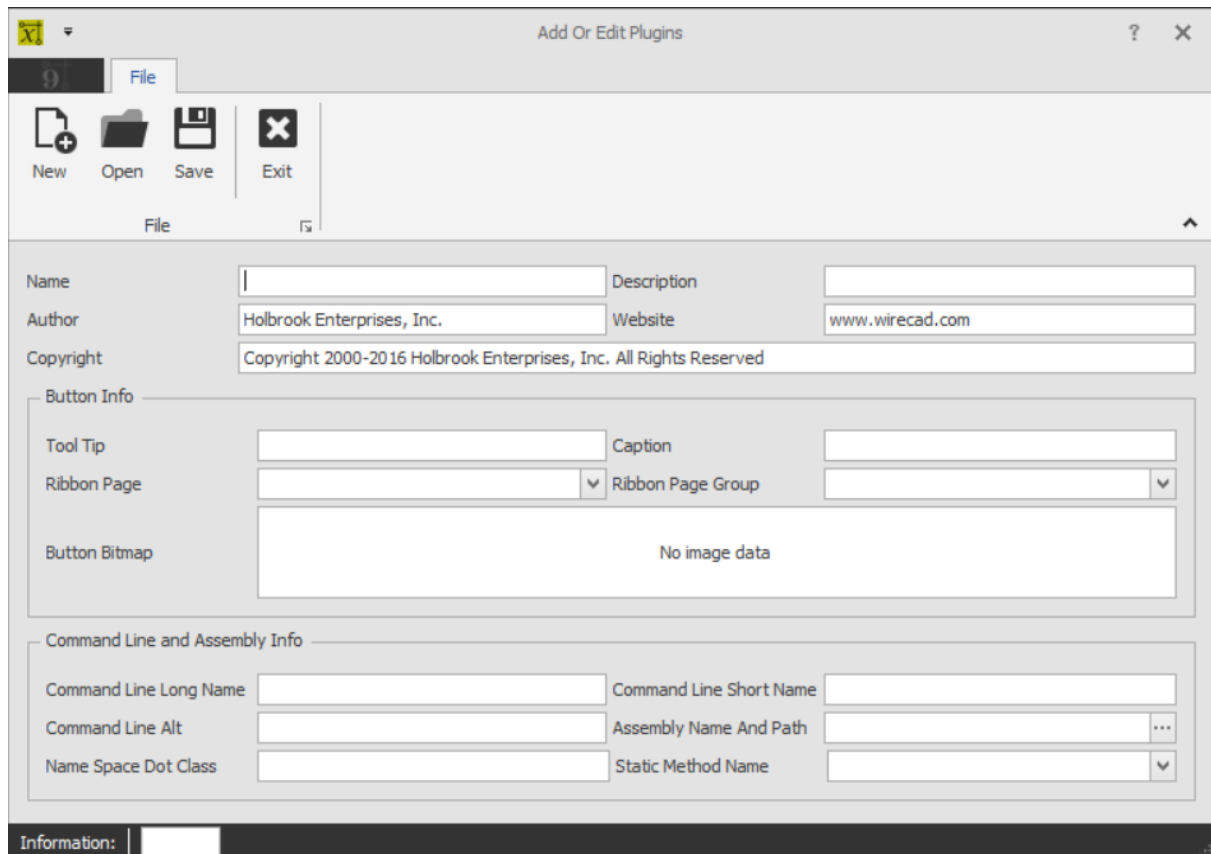 Add Or Edit Plugins ?
File
New Open Save Exit
File
Name Description
Author Holbrook Enterprises, Inc. Website www.wirecad.com
Copyright Copyright 2000-2016 Holbrook Enterprises, Inc. All Rights Reserved
Button Info
Tool Tip Caption
Ribbon Page Ribbon Page Group
Button Bitmap No image data
Command Line and Assembly Info
Command Line Long Name Command Line Short Name
Command Line Alt Assembly Name And Path ...
Name Space Dot Class Static Method Name
Information: